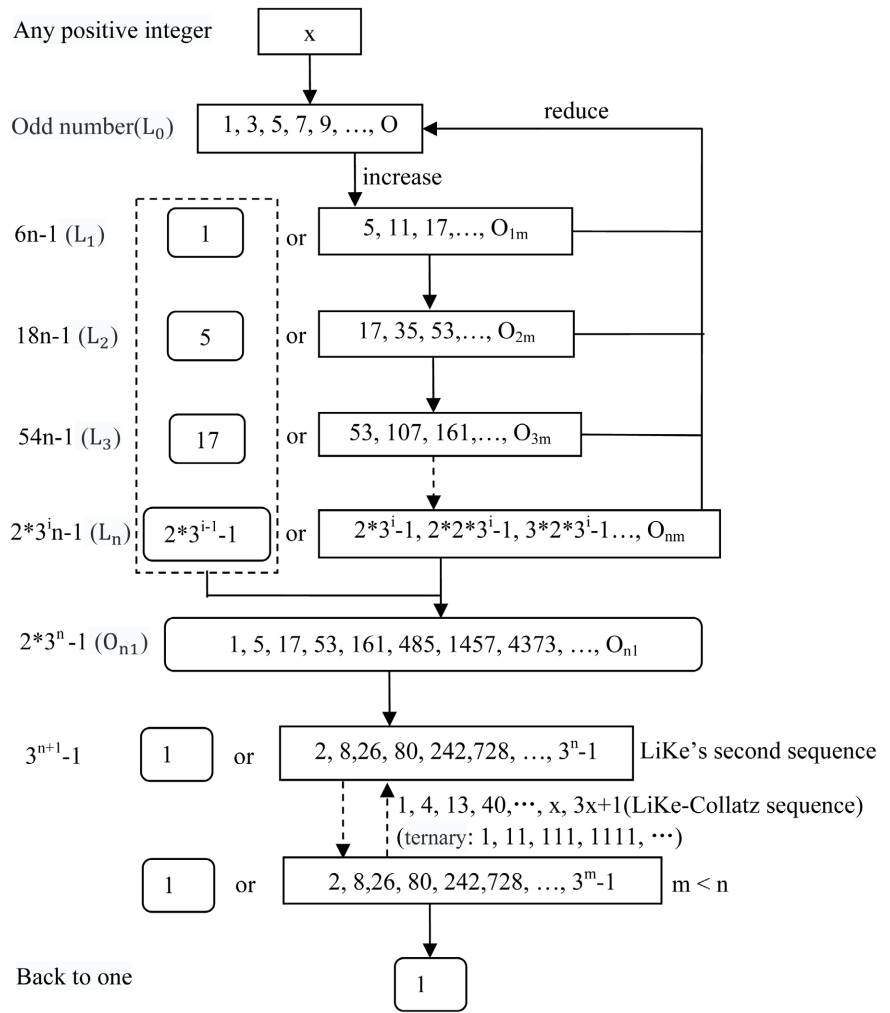 Any positive integer x
Odd number(L₀) 1, 3, 5, 7, 9, …, O reduce
increase
6n-1 (L₁) 1 or 5, 11, 17,…, O₁ₘ
18n-1 (L₂) 5 or 17, 35, 53,…, O₂ₘ
54n-1 (L₃) 17 or 53, 107, 161,…, O₃ₘ
2*3ⁱn-1 (Lₙ) 2*3ⁱ⁻¹-1 or 2*3ⁱ-1, 2*2*3ⁱ-1, 3*2*3ⁱ-1…, Oₙₘ
2*3ⁿ-1 (Oₙ₁) 1, 5, 17, 53, 161, 485, 1457, 4373, …, Oₙ₁
3ⁿ⁺¹-1 1 or 2, 8,26, 80, 242,728, …, 3ⁿ-1 LiKe's second sequence
1, 4, 13, 40,…, x, 3x+1(LiKe-Collatz sequence)
(ternary: 1, 11, 111, 1111, …)
1 or 2, 8,26, 80, 242,728, …, 3ᵐ-1 m < n
Back to one 1